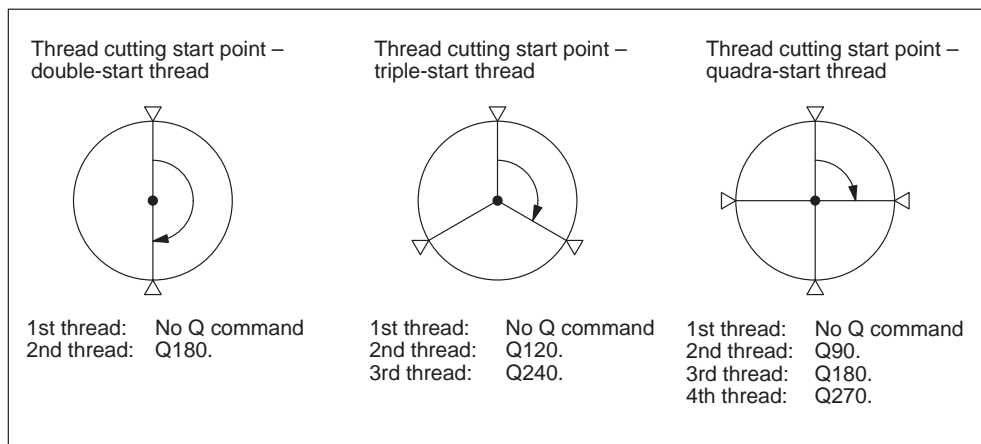 Thread cutting start point –
double-start thread
1st thread: No Q command
2nd thread: Q180.
Thread cutting start point –
triple-start thread
1st thread: No Q command
2nd thread: Q120.
3rd thread: Q240.
Thread cutting start point –
quadra-start thread
1st thread: No Q command
2nd thread: Q90.
3rd thread: Q180.
4th thread: Q270.